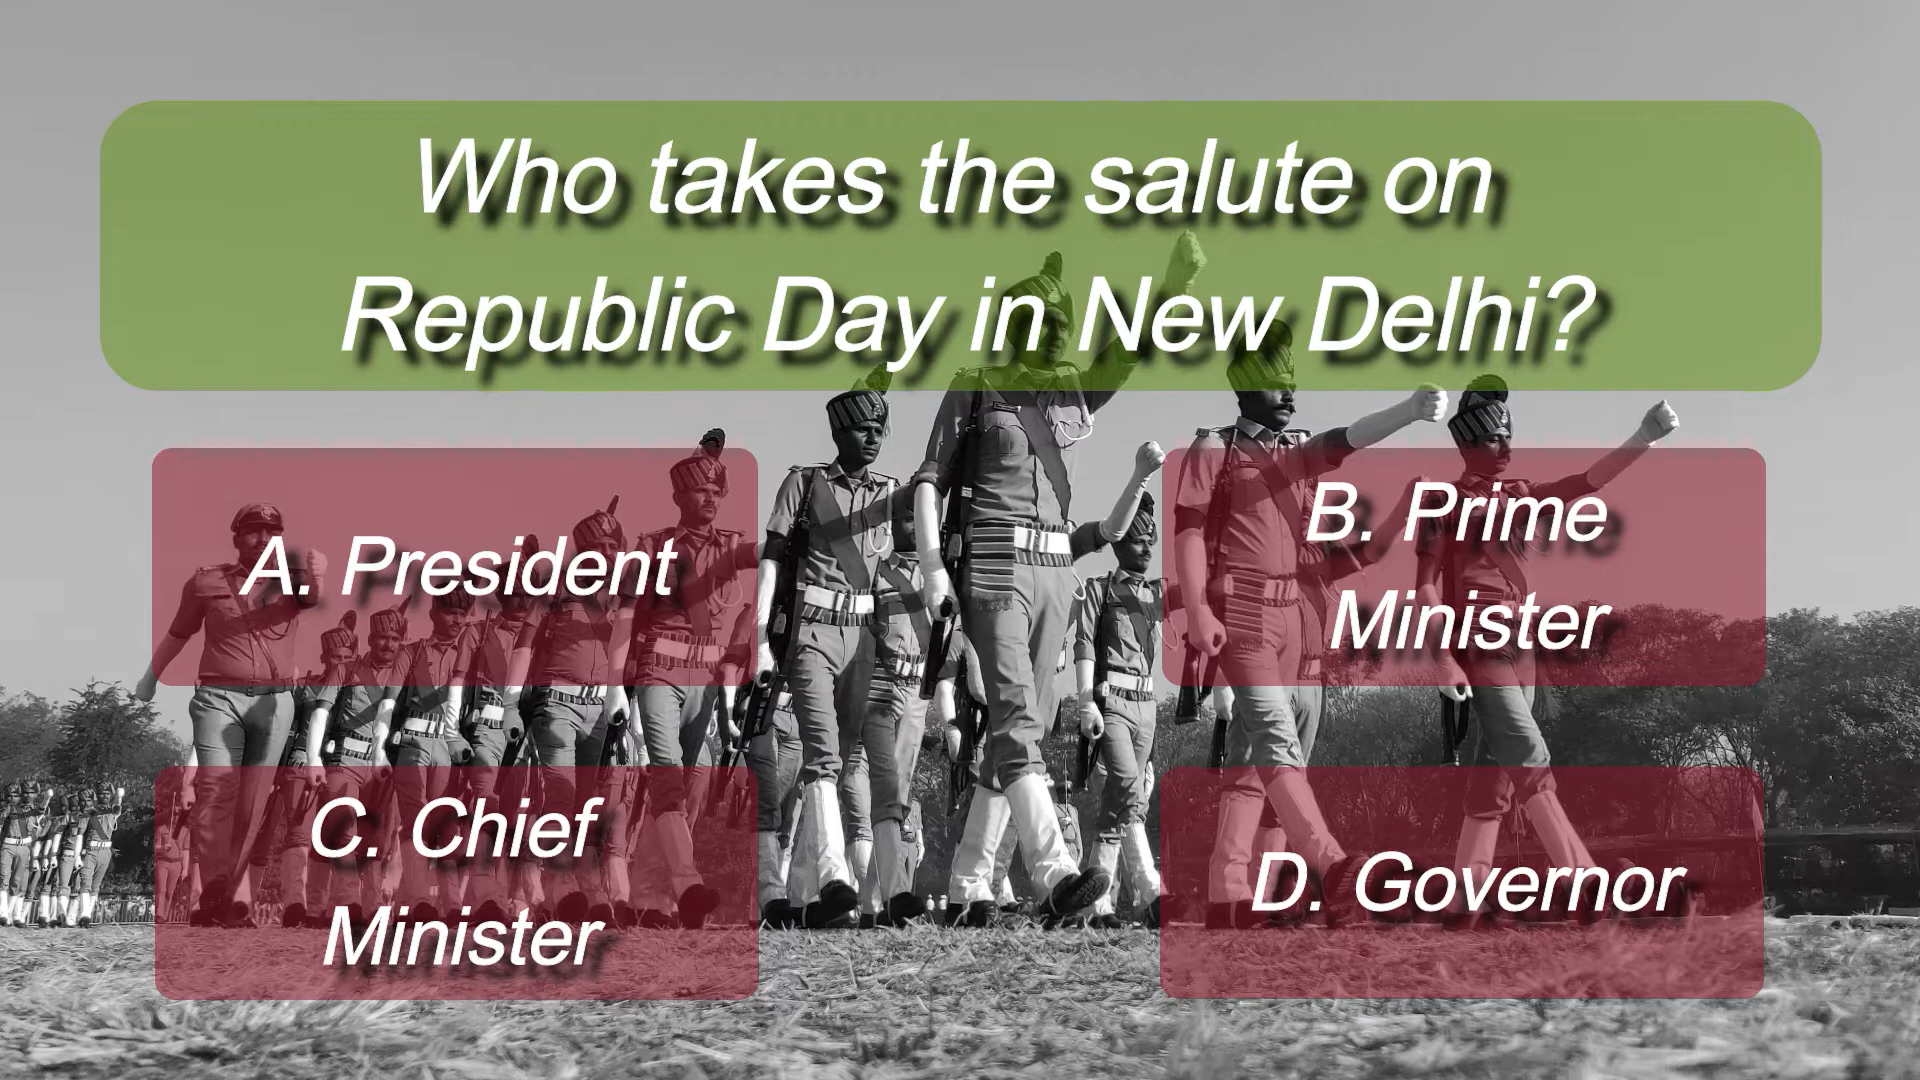 Who takes the salute on
Republic Day in New Delhi?
A. President
B. Prime
Minister
C. Chief
Minister
D. Governor